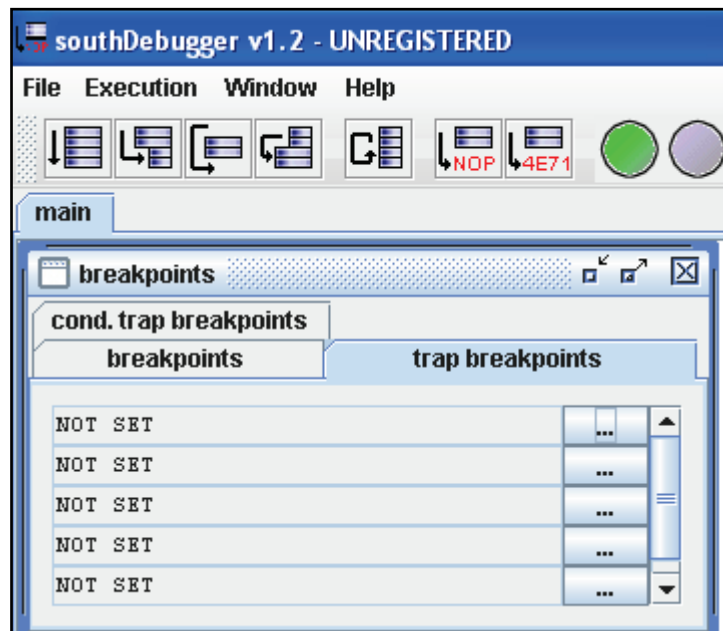 southDebugger v1.2 - UNREGISTERED
File Execution Window Help
NOP 4E71
main
breakpoints
cond. trap breakpoints
breakpoints trap breakpoints
NOT SET ...
NOT SET ...
NOT SET ...
NOT SET ...
NOT SET ...